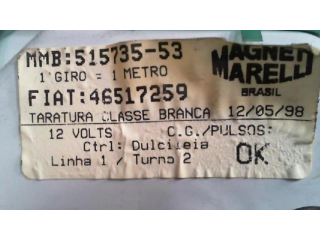 MMB:515735-53
MAGNETI
MARELLI
BRASIL
1 GIRO = 1 METRO
FIAT:46517259
TARATURA CLASSE BRANCA 12/05/98
12 VOLTS C.G./PULSOS:
Ctrl: Dulcileia OK
Linha 1 / Turno 2